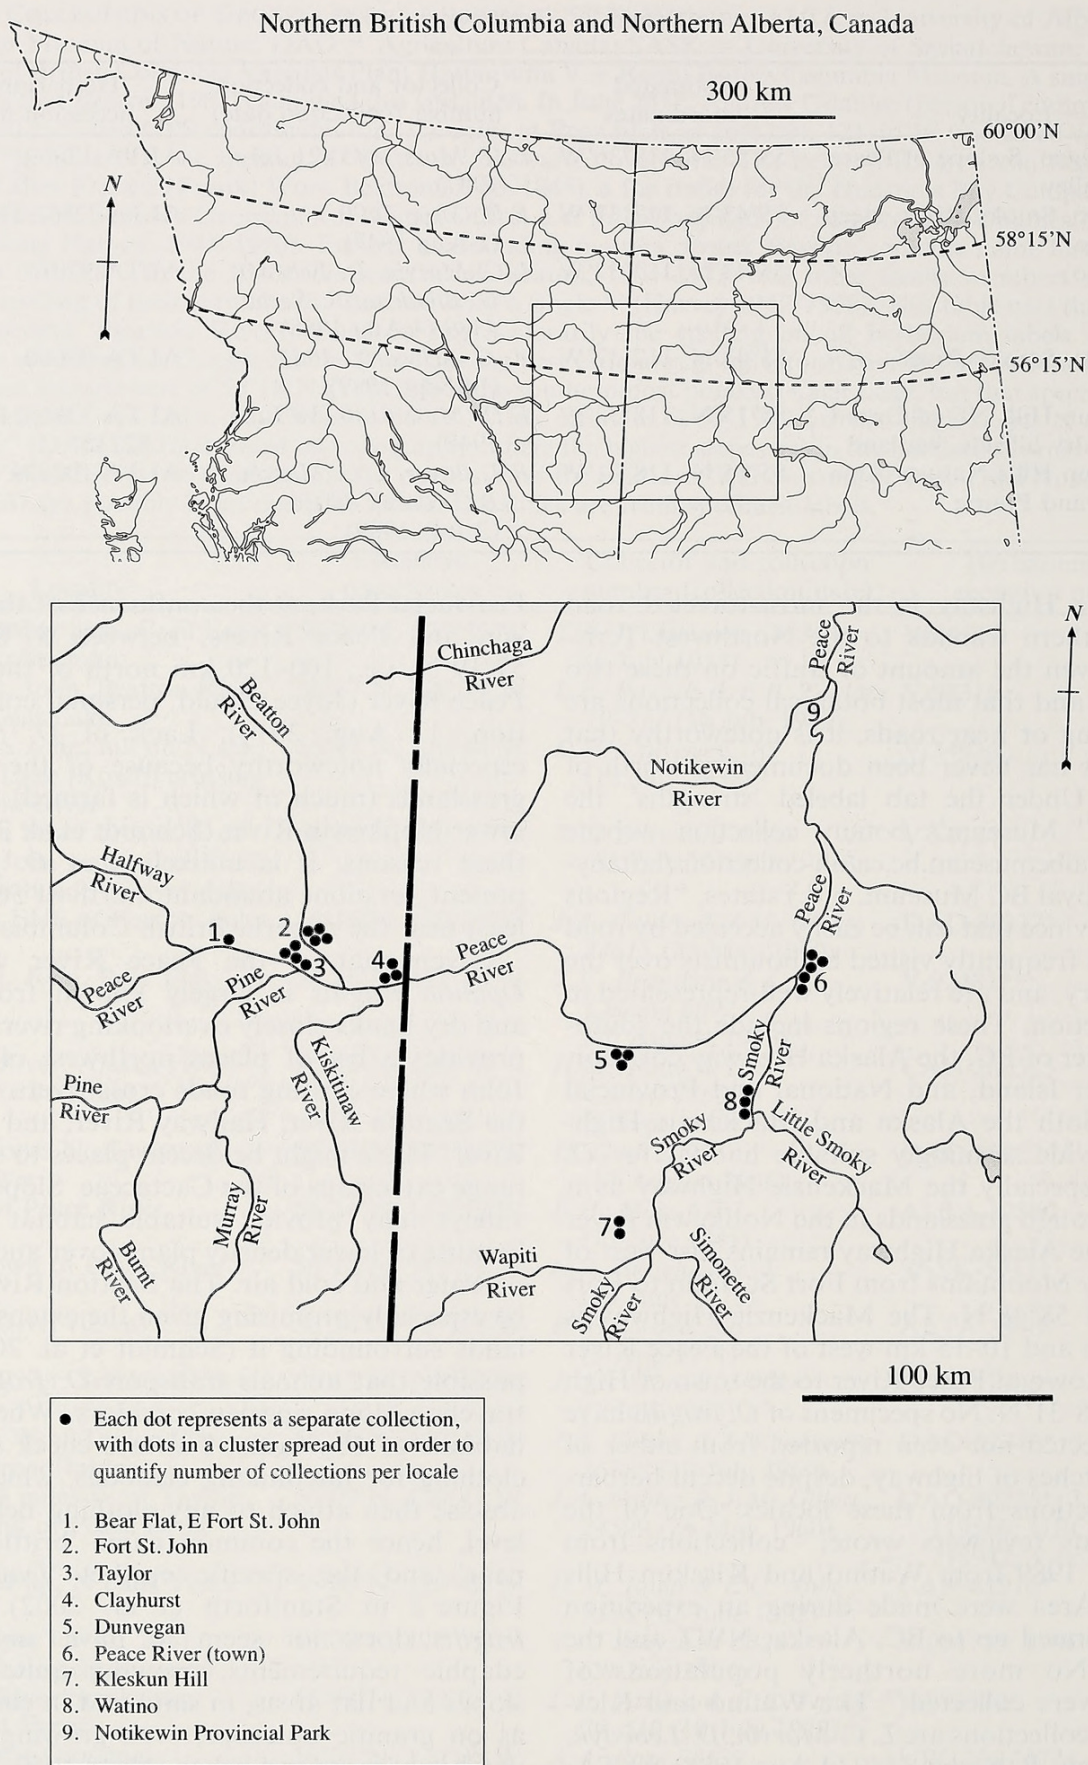 Northern British Columbia and Northern Alberta, Canada
300 km
60°00'N
N
58°15'N
56°15'N
N
Chinchaga
River
Peace
River
Beatton
River
9
Notikewin
River
Halfway
River
Peace
River
1
2
3
4
Peace
River
Peace
River
Pine
River
6
Kiskitinaw
River
5
Smoky
River
Pine
River
8
Smoky
River
Little Smoky
River
Murray
River
7
Burnt
River
Wapiti
River
Simonette
River
Smoky
River
100 km
Each dot represents a separate collection,
with dots in a cluster spread out in order to
quantify number of collections per locale
1. Bear Flat, E Fort St. John
2. Fort St. John
3. Taylor
4. Clayhurst
5. Dunvegan
6. Peace River (town)
7. Kleskun Hill
8. Watino
9. Notikewin Provincial Park